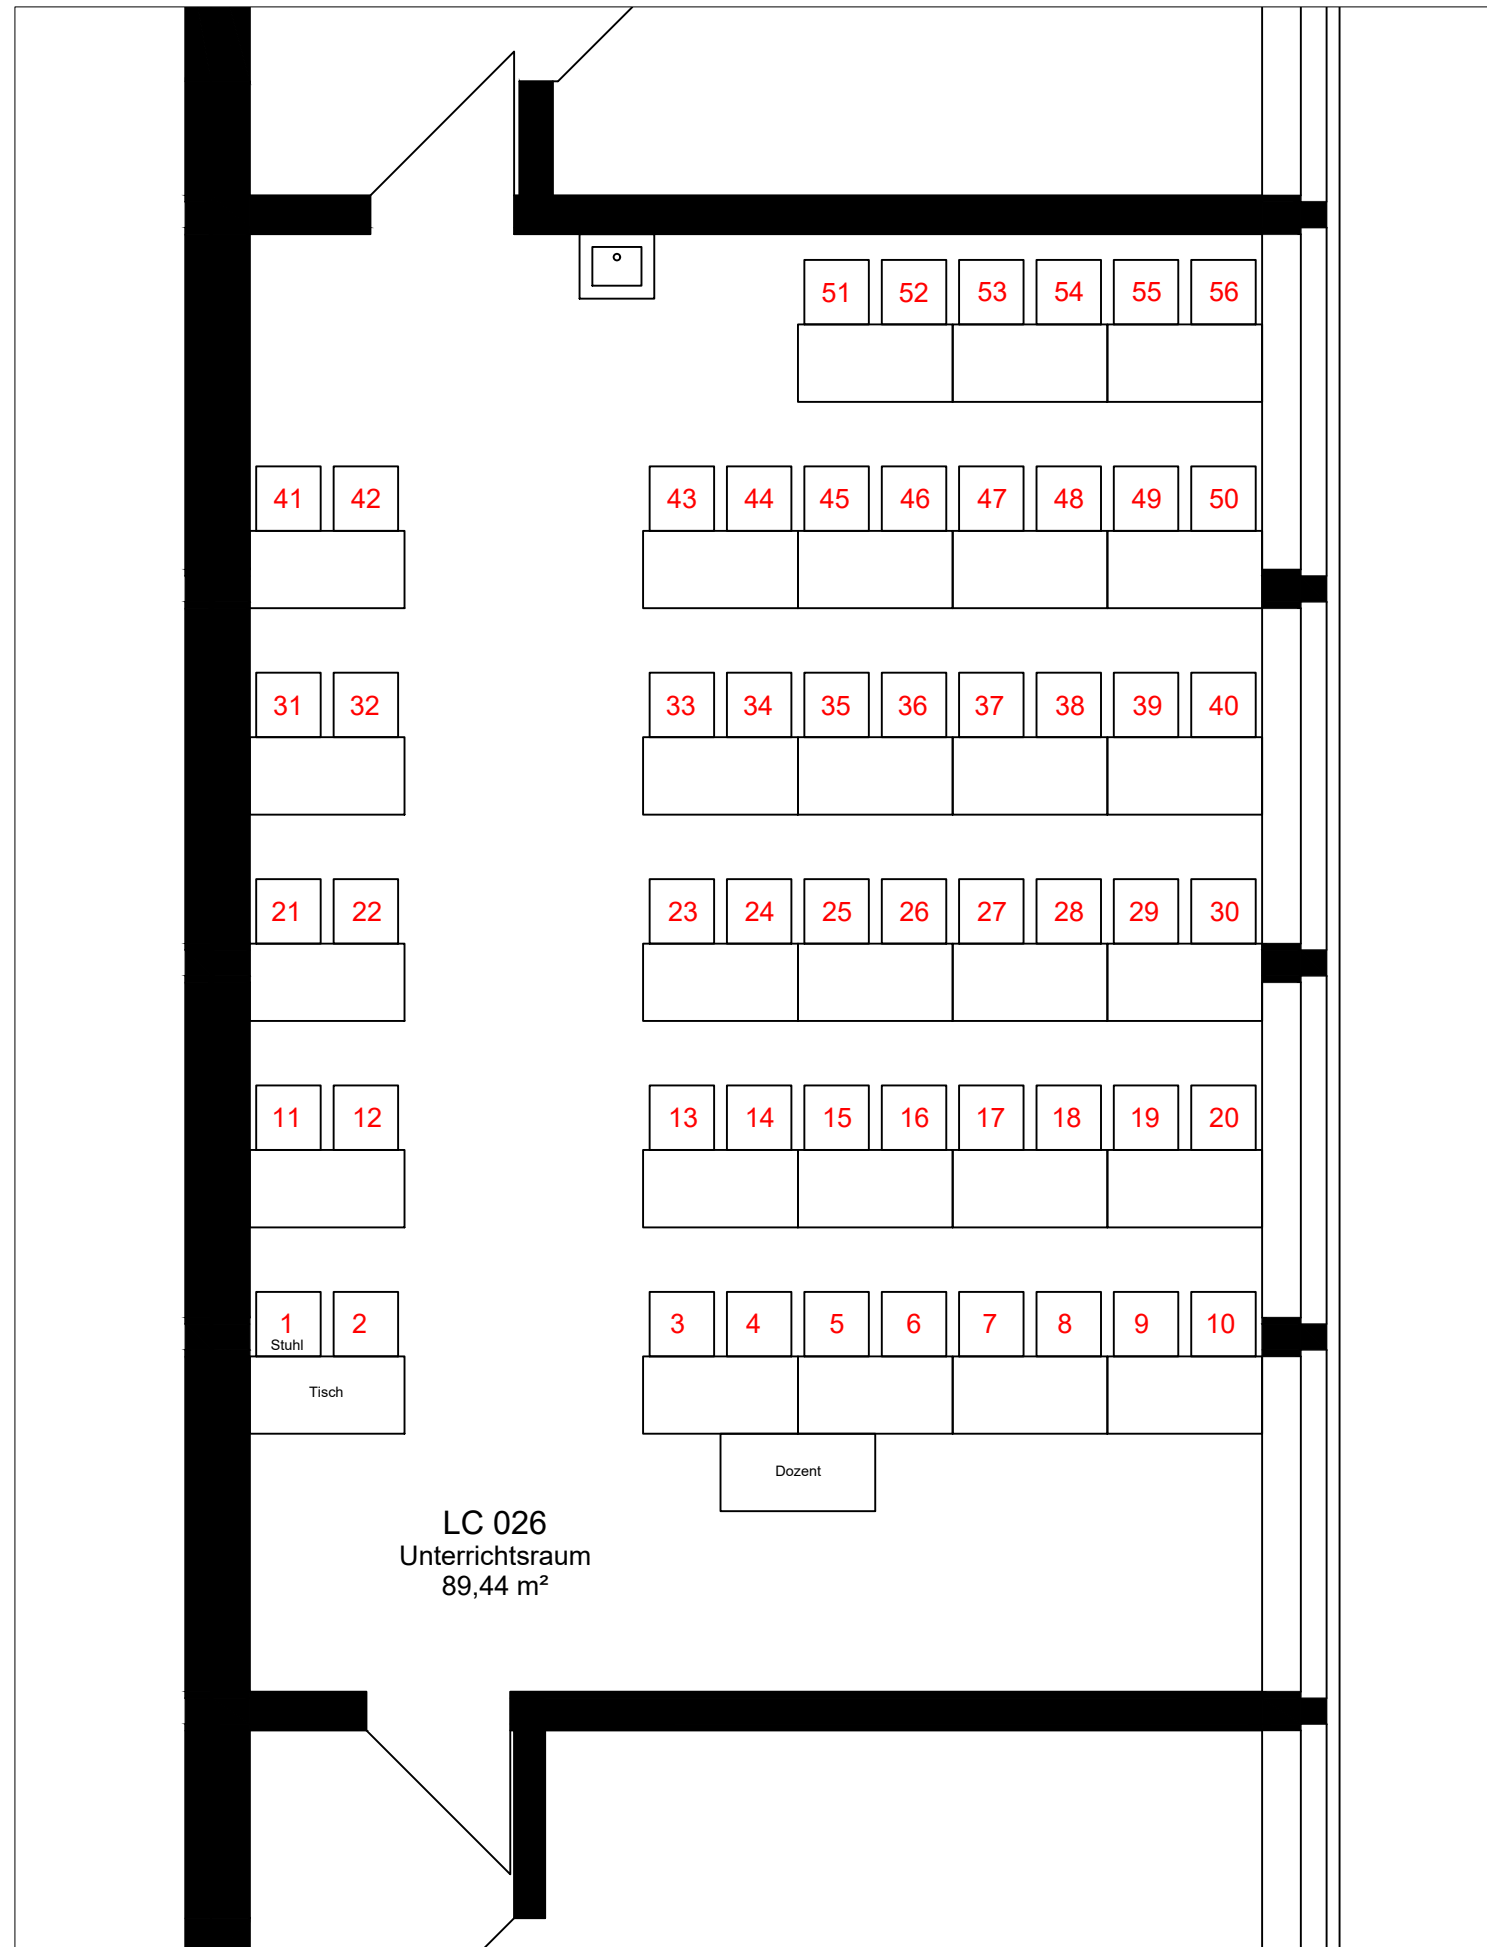 51 52 53 54 55 56
41 42 43 44 45 46 47 48 49 50
31 32 33 34 35 36 37 38 39 40
21 22 23 24 25 26 27 28 29 30
11 12 13 14 15 16 17 18 19 20
1 2 3 4 5 6 7 8 9 10
Stuhl
Tisch
Dozent
LC 026
Unterrichtsraum
89,44 m²